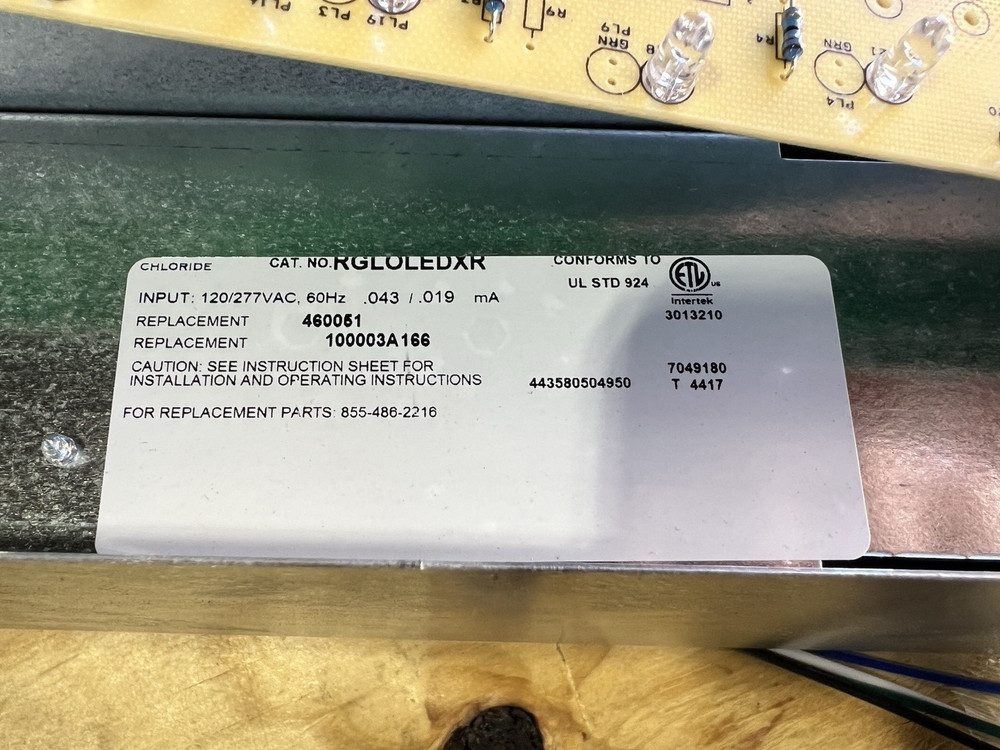 PL3
PL19
R9
PL9
GRN
R4
GRN
PL4
CHLORIDE
CAT. NO.RGLOLEDXR
CONFORMS TO
UL STD 924
ETL
US
Intertek
3013210
INPUT: 120/277VAC, 60Hz .043 / .019 mA
REPLACEMENT 460051
REPLACEMENT 100003A166
CAUTION: SEE INSTRUCTION SHEET FOR
INSTALLATION AND OPERATING INSTRUCTIONS
443580504950
7049180
T 4417
FOR REPLACEMENT PARTS: 855-486-2216